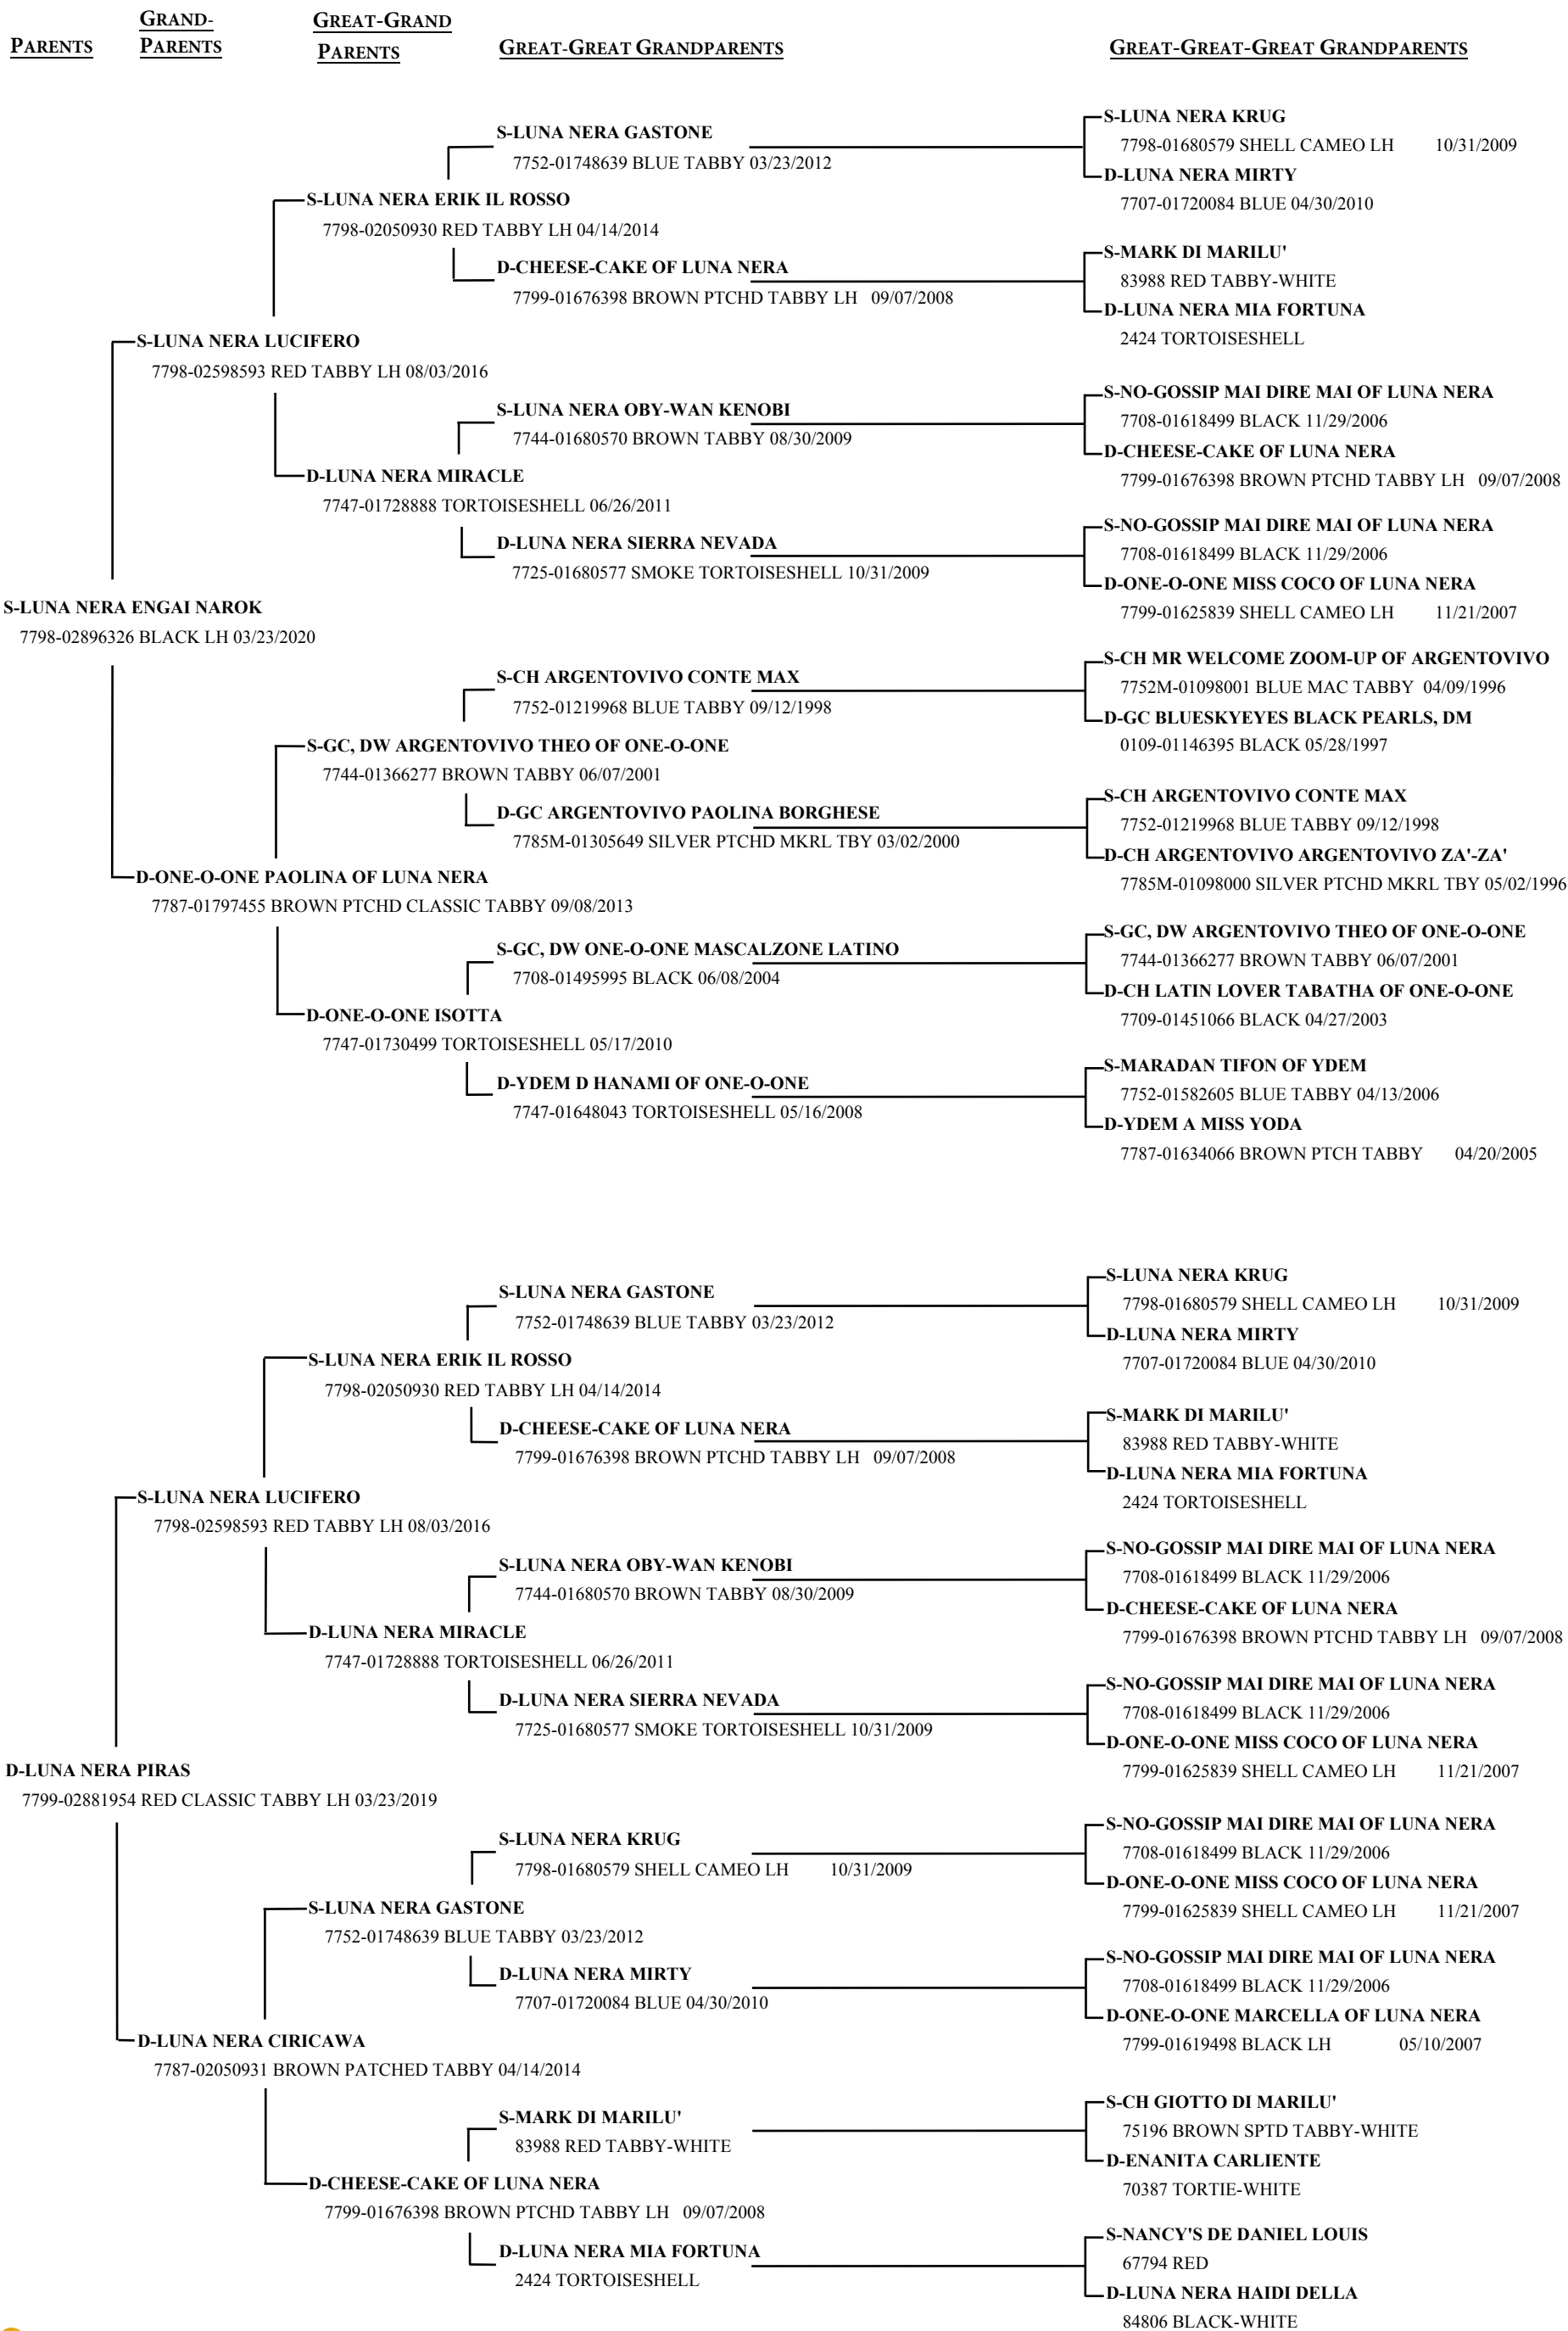 PARENTS
GRAND-
PARENTS
GREAT-GRAND
PARENTS
GREAT-GREAT GRANDPARENTS
GREAT-GREAT-GREAT GRANDPARENTS
S-LUNA NERA KRUG
7798-01680579 SHELL CAMEO LH 10/31/2009
S-LUNA NERA GASTONE
7752-01748639 BLUE TABBY 03/23/2012
D-LUNA NERA MIRTY
7707-01720084 BLUE 04/30/2010
S-LUNA NERA ERIK IL ROSSO
7798-02050930 RED TABBY LH 04/14/2014
S-MARK DI MARILU'
83988 RED TABBY-WHITE
D-CHEESE-CAKE OF LUNA NERA
7799-01676398 BROWN PTCHD TABBY LH 09/07/2008
D-LUNA NERA MIA FORTUNA
2424 TORTOISESHELL
S-LUNA NERA LUCIFERO
7798-02598593 RED TABBY LH 08/03/2016
S-NO-GOSSIP MAI DIRE MAI OF LUNA NERA
7708-01618499 BLACK 11/29/2006
S-LUNA NERA OBY-WAN KENOBI
7744-01680570 BROWN TABBY 08/30/2009
D-CHEESE-CAKE OF LUNA NERA
7799-01676398 BROWN PTCHD TABBY LH 09/07/2008
D-LUNA NERA MIRACLE
7747-01728888 TORTOISESHELL 06/26/2011
S-NO-GOSSIP MAI DIRE MAI OF LUNA NERA
7708-01618499 BLACK 11/29/2006
D-LUNA NERA SIERRA NEVADA
7725-01680577 SMOKE TORTOISESHELL 10/31/2009
D-ONE-O-ONE MISS COCO OF LUNA NERA
7799-01625839 SHELL CAMEO LH 11/21/2007
S-LUNA NERA ENGAI NAROK
7798-02896326 BLACK LH 03/23/2020
S-CH MR WELCOME ZOOM-UP OF ARGENTOVIVO
7752M-01098001 BLUE MAC TABBY 04/09/1996
S-CH ARGENTOVIVO CONTE MAX
7752-01219968 BLUE TABBY 09/12/1998
D-GC BLUESKYEYES BLACK PEARLS, DM
0109-01146395 BLACK 05/28/1997
S-GC, DW ARGENTOVIVO THEO OF ONE-O-ONE
7744-01366277 BROWN TABBY 06/07/2001
S-CH ARGENTOVIVO CONTE MAX
7752-01219968 BLUE TABBY 09/12/1998
D-GC ARGENTOVIVO PAOLINA BORGHESE
7785M-01305649 SILVER PTCHD MKRL TBY 03/02/2000
D-CH ARGENTOVIVO ARGENTOVIVO ZA'-ZA'
7785M-01098000 SILVER PTCHD MKRL TBY 05/02/1996
D-ONE-O-ONE PAOLINA OF LUNA NERA
7787-01797455 BROWN PTCHD CLASSIC TABBY 09/08/2013
S-GC, DW ARGENTOVIVO THEO OF ONE-O-ONE
7744-01366277 BROWN TABBY 06/07/2001
S-GC, DW ONE-O-ONE MASCALZONE LATINO
7708-01495995 BLACK 06/08/2004
D-CH LATIN LOVER TABATHA OF ONE-O-ONE
7709-01451066 BLACK 04/27/2003
D-ONE-O-ONE ISOTTA
7747-01730499 TORTOISESHELL 05/17/2010
S-MARADAN TIFON OF YDEM
7752-01582605 BLUE TABBY 04/13/2006
D-YDEM D HANAMI OF ONE-O-ONE
7747-01648043 TORTOISESHELL 05/16/2008
D-YDEM A MISS YODA
7787-01634066 BROWN PTCH TABBY 04/20/2005
S-LUNA NERA KRUG
7798-01680579 SHELL CAMEO LH 10/31/2009
S-LUNA NERA GASTONE
7752-01748639 BLUE TABBY 03/23/2012
D-LUNA NERA MIRTY
7707-01720084 BLUE 04/30/2010
S-LUNA NERA ERIK IL ROSSO
7798-02050930 RED TABBY LH 04/14/2014
S-MARK DI MARILU'
83988 RED TABBY-WHITE
D-CHEESE-CAKE OF LUNA NERA
7799-01676398 BROWN PTCHD TABBY LH 09/07/2008
D-LUNA NERA MIA FORTUNA
2424 TORTOISESHELL
S-LUNA NERA LUCIFERO
7798-02598593 RED TABBY LH 08/03/2016
S-NO-GOSSIP MAI DIRE MAI OF LUNA NERA
7708-01618499 BLACK 11/29/2006
S-LUNA NERA OBY-WAN KENOBI
7744-01680570 BROWN TABBY 08/30/2009
D-CHEESE-CAKE OF LUNA NERA
7799-01676398 BROWN PTCHD TABBY LH 09/07/2008
D-LUNA NERA MIRACLE
7747-01728888 TORTOISESHELL 06/26/2011
S-NO-GOSSIP MAI DIRE MAI OF LUNA NERA
7708-01618499 BLACK 11/29/2006
D-LUNA NERA SIERRA NEVADA
7725-01680577 SMOKE TORTOISESHELL 10/31/2009
D-ONE-O-ONE MISS COCO OF LUNA NERA
7799-01625839 SHELL CAMEO LH 11/21/2007
D-LUNA NERA PIRAS
7799-02881954 RED CLASSIC TABBY LH 03/23/2019
S-NO-GOSSIP MAI DIRE MAI OF LUNA NERA
7708-01618499 BLACK 11/29/2006
S-LUNA NERA KRUG
7798-01680579 SHELL CAMEO LH 10/31/2009
D-ONE-O-ONE MISS COCO OF LUNA NERA
7799-01625839 SHELL CAMEO LH 11/21/2007
S-LUNA NERA GASTONE
7752-01748639 BLUE TABBY 03/23/2012
S-NO-GOSSIP MAI DIRE MAI OF LUNA NERA
7708-01618499 BLACK 11/29/2006
D-LUNA NERA MIRTY
7707-01720084 BLUE 04/30/2010
D-ONE-O-ONE MARCELLA OF LUNA NERA
7799-01619498 BLACK LH 05/10/2007
D-LUNA NERA CIRICAWA
7787-02050931 BROWN PATCHED TABBY 04/14/2014
S-CH GIOTTO DI MARILU'
75196 BROWN SPTD TABBY-WHITE
S-MARK DI MARILU'
83988 RED TABBY-WHITE
D-ENANITA CARLIENTE
70387 TORTIE-WHITE
D-CHEESE-CAKE OF LUNA NERA
7799-01676398 BROWN PTCHD TABBY LH 09/07/2008
S-NANCY'S DE DANIEL LOUIS
67794 RED
D-LUNA NERA MIA FORTUNA
2424 TORTOISESHELL
D-LUNA NERA HAIDI DELLA
84806 BLACK-WHITE